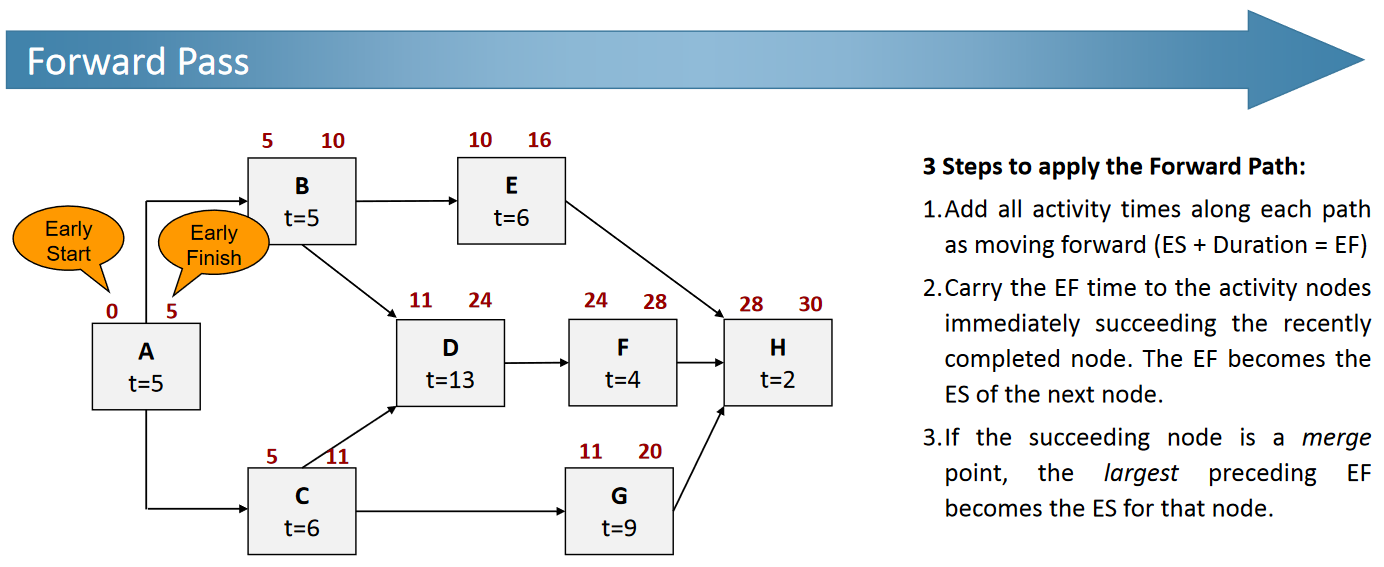 Forward Pass
5 10
B
t=5
10 16
E
t=6
Early
Start
Early
Finish
0 5
A
t=5
11 24
D
t=13
24 28
F
t=4
28 30
H
t=2
5 11
C
t=6
11 20
G
t=9
3 Steps to apply the Forward Path:
1.Add all activity times along each path
as moving forward (ES + Duration = EF)
2.Carry the EF time to the activity nodes
immediately succeeding the recently
completed node. The EF becomes the
ES of the next node.
3.If the succeeding node is a merge
point, the largest preceding EF
becomes the ES for that node.